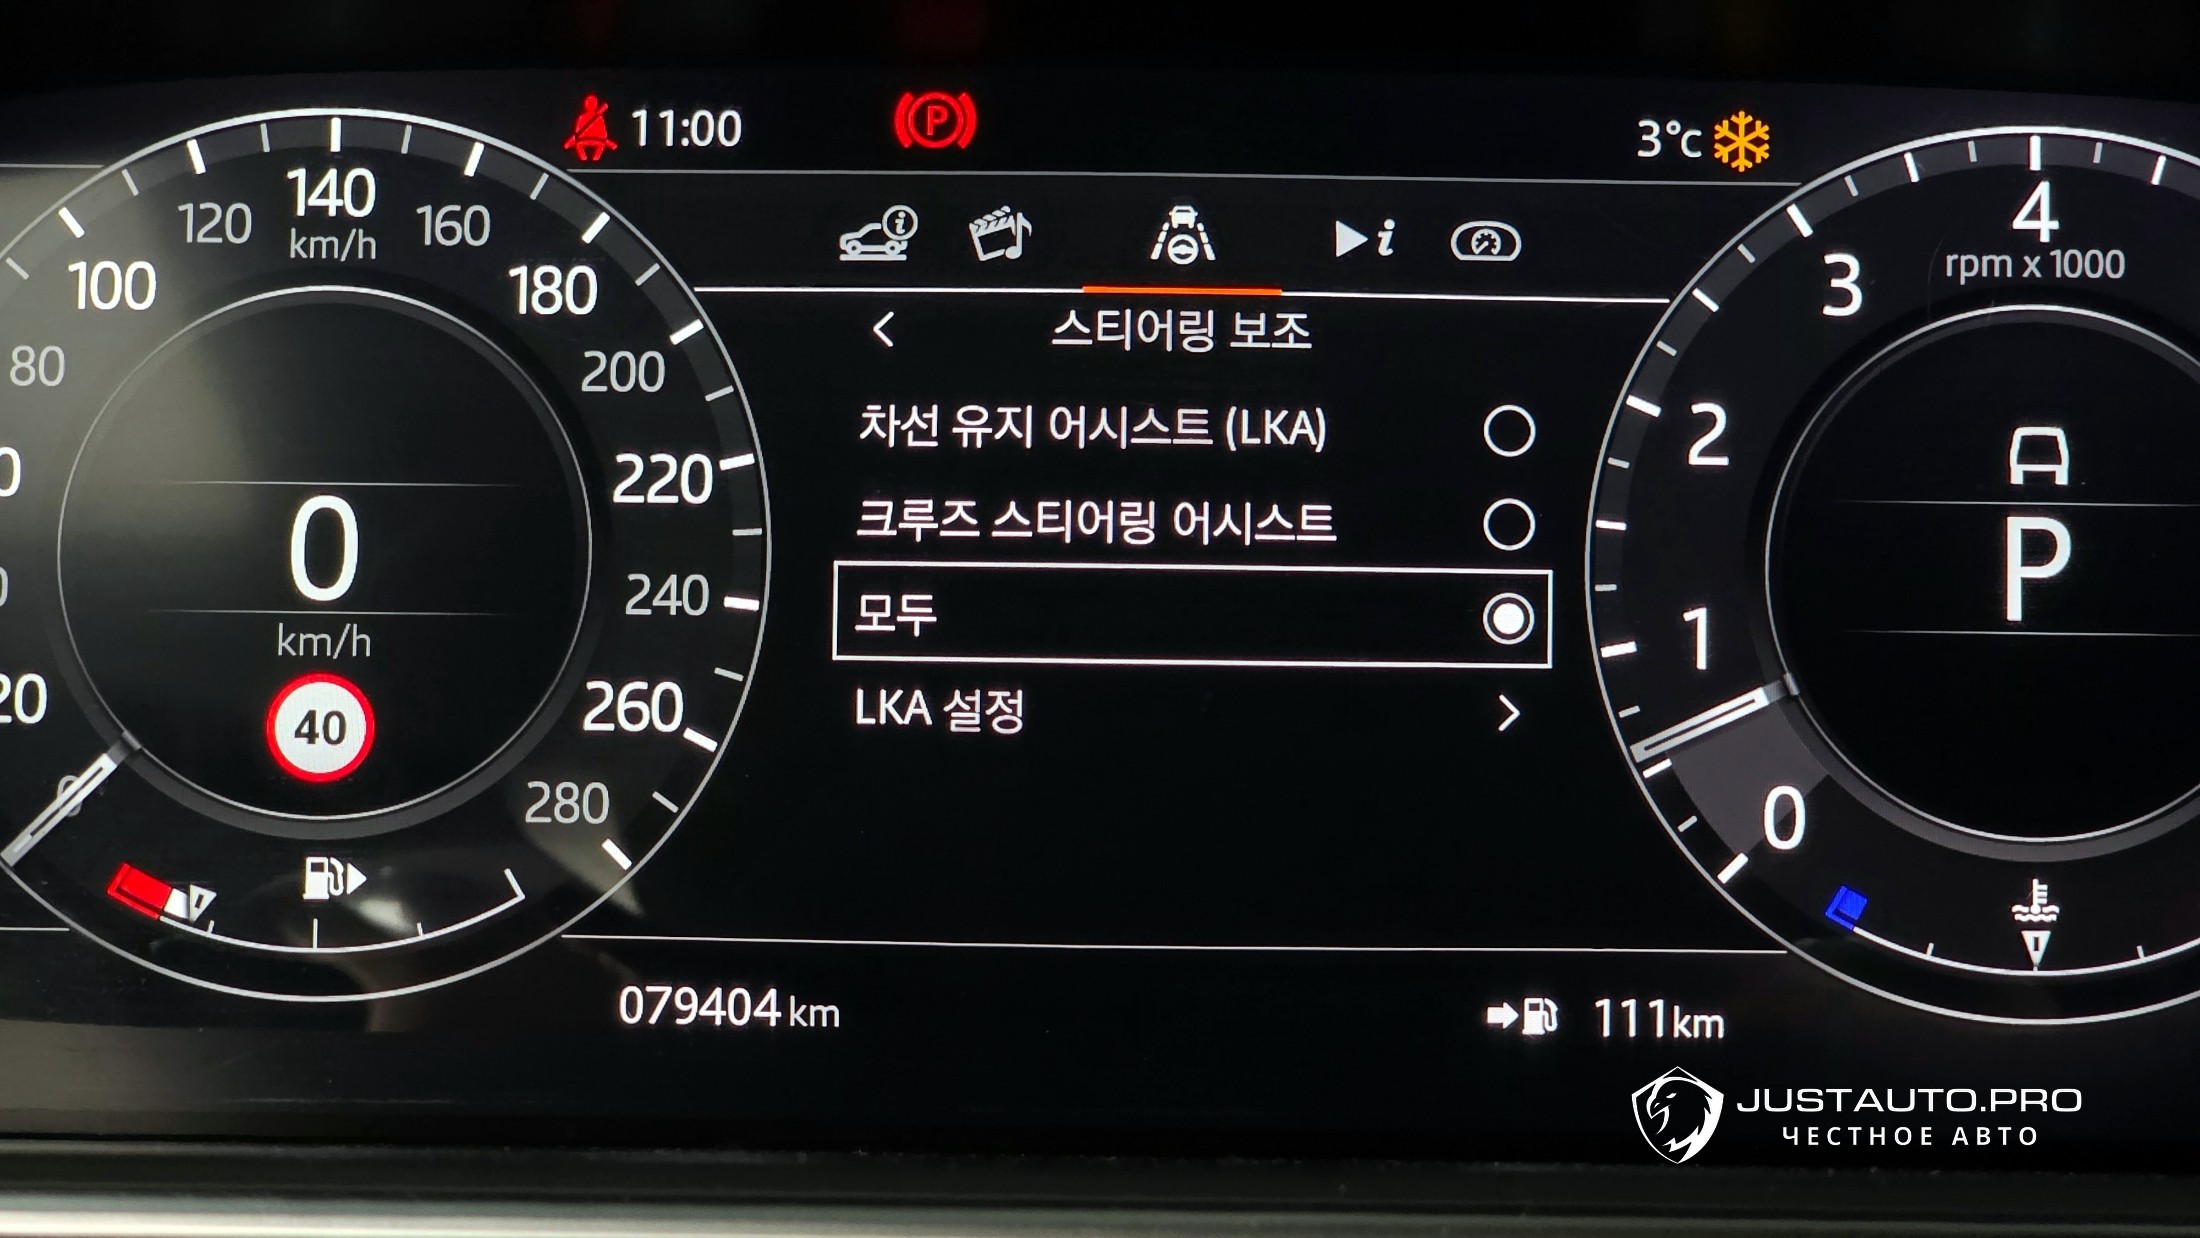 11:00
P
3°c
120
140
160
km/h
100
180
80
200
220
240
260
280
0
km/h
40
20
i
스티어링 보조
차선 유지 어시스트 (LKA)
크루즈 스티어링 어시스트
모두
LKA 설정
4
rpm x 1000
3
2
1
0
P
079404 km
111km
JUSTAUTO.PRO
ЧЕСТНОЕ АВТО